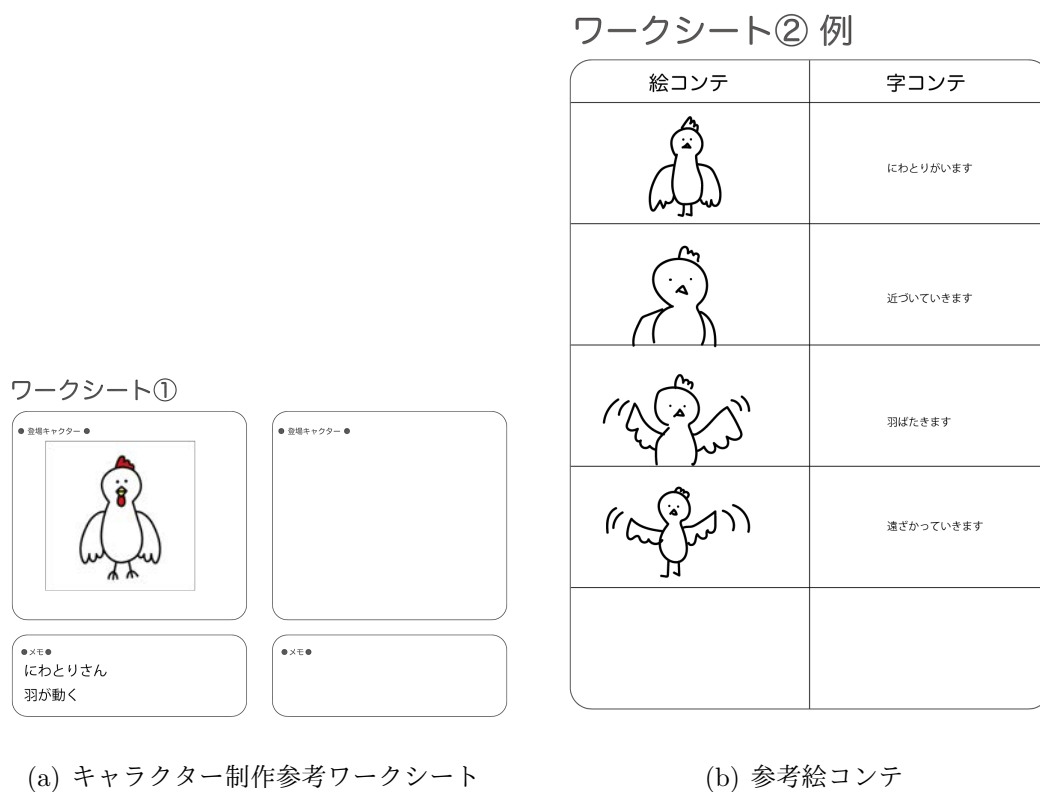 ワークシート①
● 登場キャクター ●
● 登場キャクター ●
●メモ●
にわとりさん
羽が動く
●メモ●
(a) キャラクター制作参考ワークシート
ワークシート② 例
絵コンテ
字コンテ
にわとりがいます
近づいていきます
羽ばたきます
遠ざかっていきます
(b) 参考絵コンテ